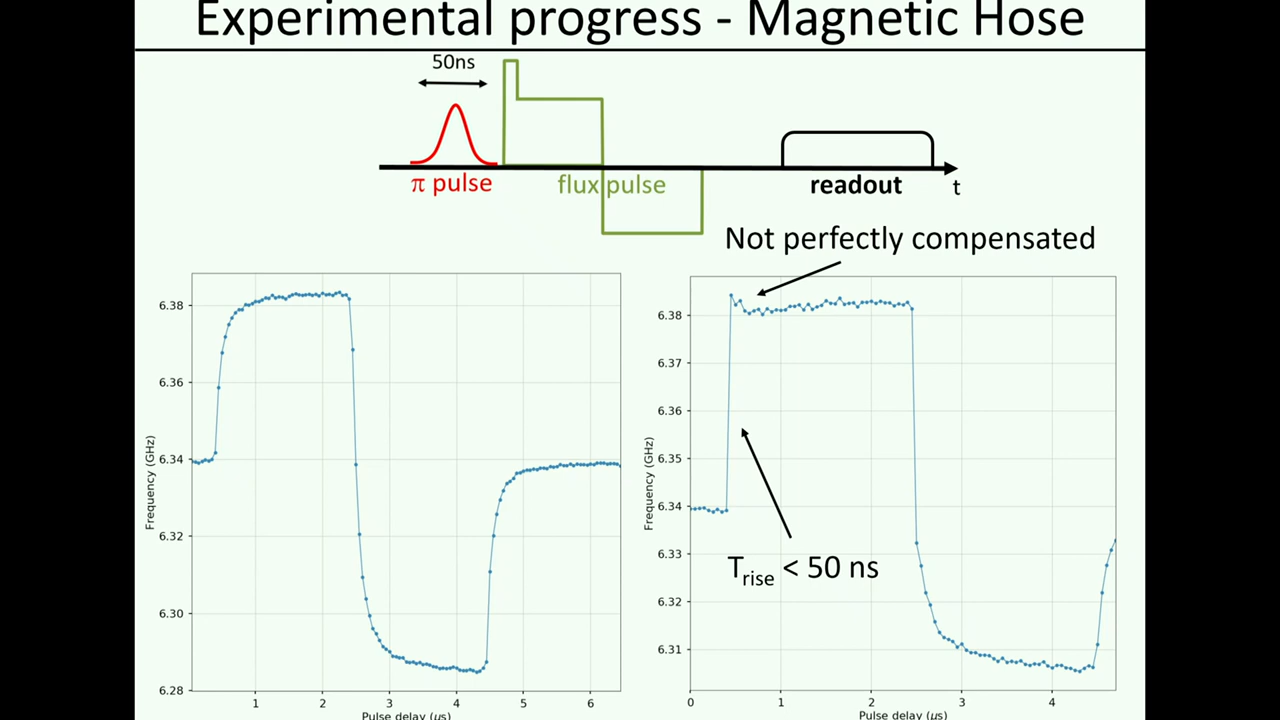 Experimental progress - Magnetic Hose
50ns
π pulse
flux pulse
readout
t
Not perfectly compensated
T_rise < 50 ns
6.38
6.36
6.34
6.32
6.30
6.28
Frequency (GHz)
1 2 3 4 5 6
Pulse delay (μs)
6.38
6.37
6.36
6.35
6.34
6.33
6.32
6.31
Frequency (GHz)
0 1 2 3 4
Pulse delay (μs)